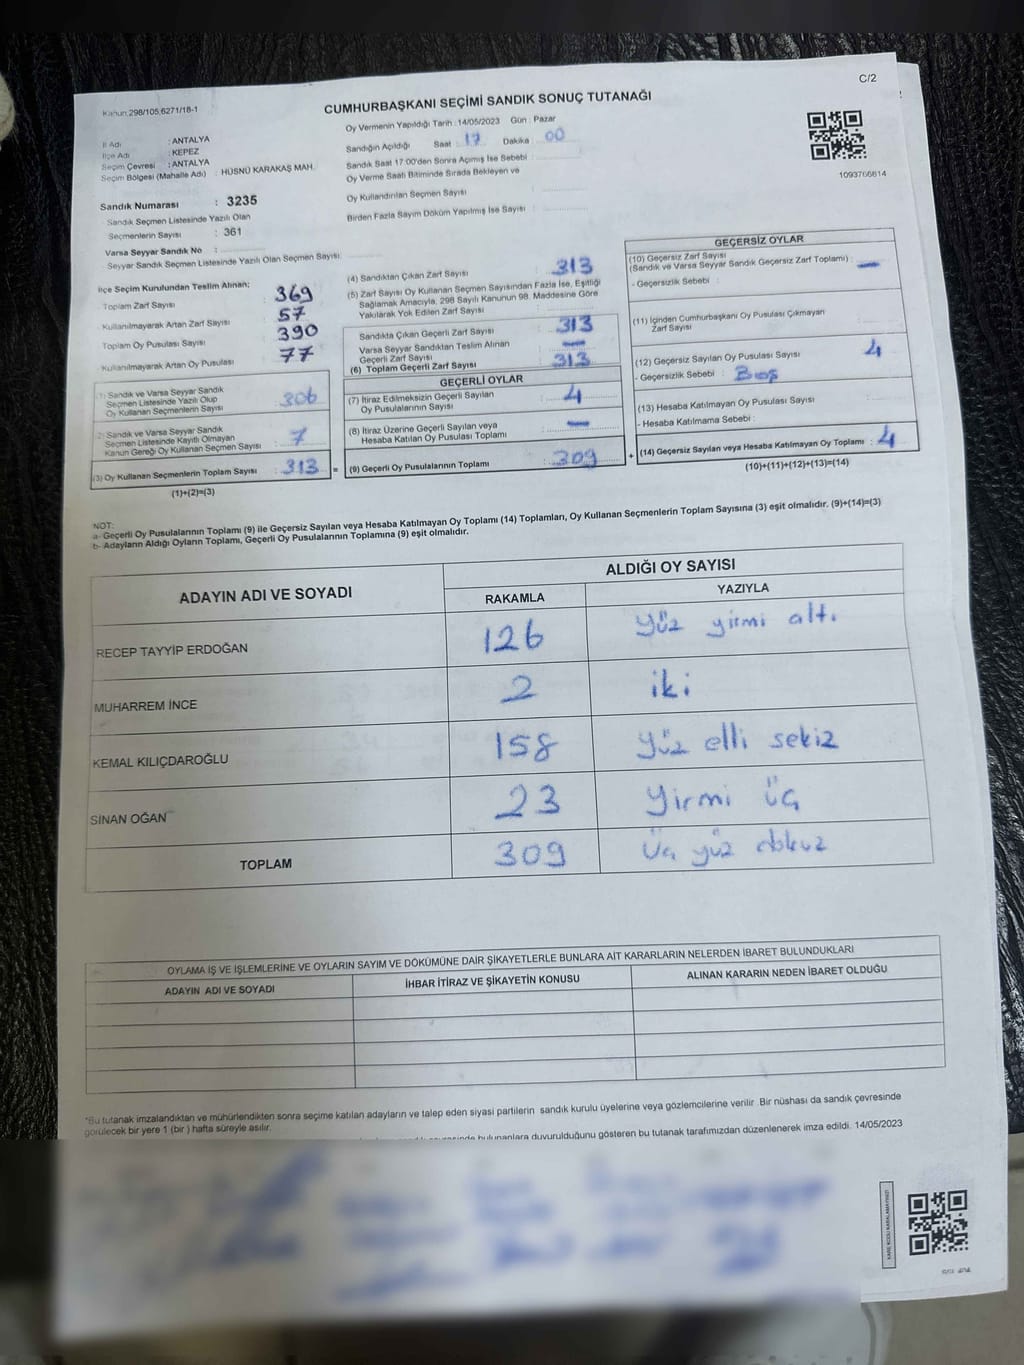 C/2
Kanun:298/105,6271/18-1
CUMHURBAŞKANI SEÇİMİ SANDIK SONUÇ TUTANAĞI
İl Adı : ANTALYA
İlçe Adı : KEPEZ
Seçim Çevresi : ANTALYA
Seçim Bölgesi (Mahalle Adı) : HÜSNÜ KARAKAŞ MAH.
Sandık Numarası : 3235
Sandık Seçmen Listesinde Yazılı Olan
Seçmenlerin Sayısı : 361
Varsa Seyyar Sandık No :
Seyyar Sandık Seçmen Listesinde Yazılı Olan Seçmen Sayısı:
Oy Vermenin Yapıldığı Tarih :14/05/2023 Gün : Pazar
Sandığın Açıldığı Saat : 17 Dakika : 00
Sandık Saat 17:00'den Sonra Açımış İse Sebebi :
Oy Verme Saati Bitiminde Sırada Bekleyen ve
Oy Kullandırılan Seçmen Sayısı :
Birden Fazla Sayım Döküm Yapılmış İse Sayısı :
1093766614
İlçe Seçim Kurulundan Teslim Alınan;
Toplam Zarf Sayısı : 369
Kullanılmayarak Artan Zarf Sayısı : 57
Toplam Oy Pusulası Sayısı : 390
Kullanılmayarak Artan Oy Pusulası : 77
(1) Sandık ve Varsa Seyyar Sandık
Seçmen Listesinde Yazılı Olup
Oy Kullanan Seçmenlerin Sayısı : 306
(2) Sandık ve Varsa Seyyar Sandık
Seçmen Listesinde Kayıtlı Olmayan
Kanun Gereği Oy Kullanan Seçmen Sayısı : 7
(3) Oy Kullanan Seçmenlerin Toplam Sayısı : 313 =
(1)+(2)=(3)
(4) Sandıktan Çıkan Zarf Sayısı : 313
(5) Zarf Sayısı Oy Kullanan Seçmen Sayısından Fazla İse, Eşitliği
Sağlamak Amacıyla, 298 Sayılı Kanunun 98. Maddesine Göre
Yakılarak Yok Edilen Zarf Sayısı :
Sandıkta Çıkan Geçerli Zarf Sayısı : 313
Varsa Seyyar Sandıktan Teslim Alınan
Geçerli Zarf Sayısı : —
(6) Toplam Geçerli Zarf Sayısı : 313
GEÇERLİ OYLAR
(7) İtiraz Edilmeksizin Geçerli Sayılan
Oy Pusulalarının Sayısı : 4
(8) İtiraz Üzerine Geçerli Sayılan veya
Hesaba Katılan Oy Pusulası Toplamı : —
(9) Geçerli Oy Pusulalarının Toplamı : 309 +
GEÇERSİZ OYLAR
(10) Geçersiz Zarf Sayısı
(Sandık ve Varsa Seyyar Sandık Geçersiz Zarf Toplamı) : —
- Geçersizlik Sebebi :
(11) İçinden Cumhurbaşkanı Oy Pusulası Çıkmayan
Zarf Sayısı :
(12) Geçersiz Sayılan Oy Pusulası Sayısı : 4
- Geçersizlik Sebebi : Boş
(13) Hesaba Katılmayan Oy Pusulası Sayısı :
- Hesaba Katılmama Sebebi :
(14) Geçersiz Sayılan veya Hesaba Katılmayan Oy Toplamı : 4
(10)+(11)+(12)+(13)=(14)
NOT:
a- Geçerli Oy Pusulalarının Toplamı (9) ile Geçersiz Sayılan veya Hesaba Katılmayan Oy Toplamı (14) Toplamları, Oy Kullanan Seçmenlerin Toplam Sayısına (3) eşit olmalıdır. (9)+(14)=(3)
b- Adayların Aldığı Oyların Toplamı, Geçerli Oy Pusulalarının Toplamına (9) eşit olmalıdır.
ADAYIN ADI VE SOYADI
ALDIĞI OY SAYISI
RAKAMLA YAZIYLA
RECEP TAYYİP ERDOĞAN 126 yüz yirmi altı
MUHARREM İNCE 2 iki
KEMAL KILIÇDAROĞLU 158 yüz elli sekiz
SİNAN OĞAN 23 yirmi üç
TOPLAM 309 üç yüz dokuz
OYLAMA İŞ VE İŞLEMLERİNE VE OYLARIN SAYIM VE DÖKÜMÜNE DAİR ŞİKAYETLERLE BUNLARA AİT KARARLARIN NELERDEN İBARET BULUNDUKLARI
ADAYIN ADI VE SOYADI İHBAR İTİRAZ VE ŞİKAYETİN KONUSU ALINAN KARARIN NEDEN İBARET OLDUĞU
*Bu tutanak imzalandıktan ve mühürlendikten sonra seçime katılan adayların ve talep eden siyasi partilerin sandık kurulu üyelerine veya gözlemcilerine verilir. Bir nüshası da sandık çevresinde
görülecek bir yere 1 (bir ) hafta süreyle asılır.
bulunanlara duyurulduğunu gösteren bu tutanak tarafımızdan düzenlenerek imza edildi. 14/05/2023
KARE KODU KARALAMAYINIZ!